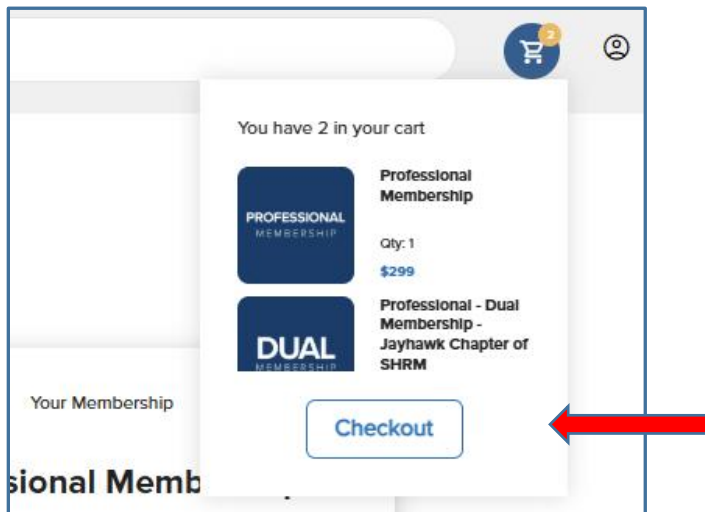 2
You have 2 in your cart
PROFESSIONAL
MEMBERSHIP
Professional
Membership
Qty: 1
$299
DUAL
MEMBERSHIP
Professional - Dual
Membership -
Jayhawk Chapter of
SHRM
Your Membership
Checkout
sional Memb